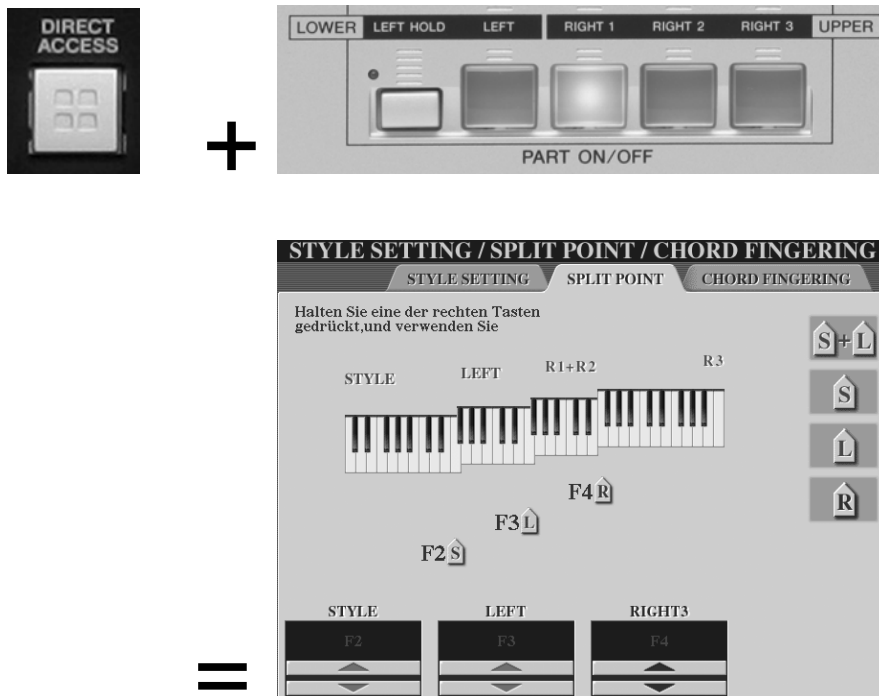 DIRECT
ACCESS
+
LOWER LEFT HOLD LEFT RIGHT 1 RIGHT 2 RIGHT 3 UPPER
PART ON/OFF
STYLE SETTING / SPLIT POINT / CHORD FINGERING
STYLE SETTING SPLIT POINT CHORD FINGERING
Halten Sie eine der rechten Tasten
gedrückt,und verwenden Sie
STYLE LEFT R1+R2 R3
S+L
S
L
R
F4 R
F3 L
F2 S
STYLE LEFT RIGHT3
F2 F3 F4
=